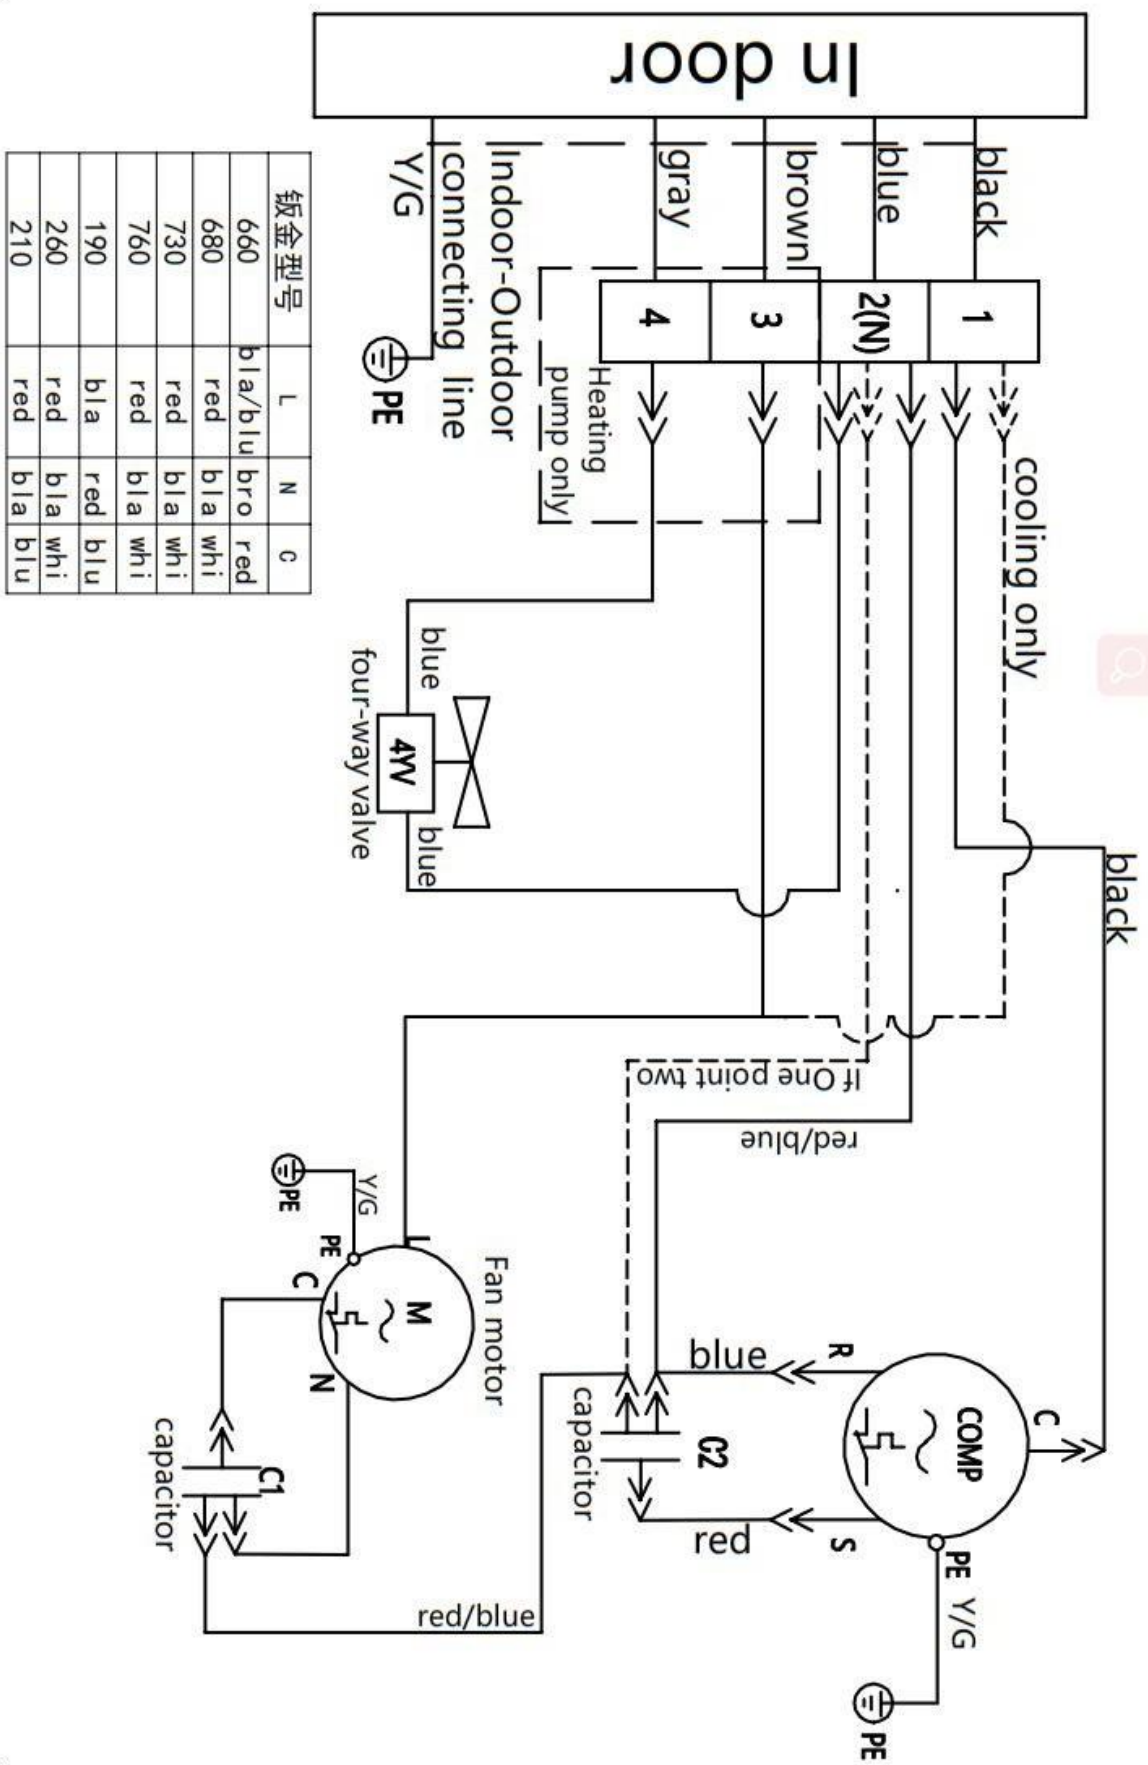 In door
black
blue
brown
gray
Indoor-Outdoor
connecting line
Y/G
1
2(N)
3
4
PE
Heating
pump only
cooling only
black
blue
4YV
blue
four-way valve
If One point two
red/blue
Y/G
PE
Fan motor
L
M
PE
C
N
C1
capacitor
red/blue
C2
capacitor
blue
red
R
S
C
COMP
PE
Y/G
PE
钣金型号 L N C
660 bla/blu bro red
680 red bla whi
730 red bla whi
760 red bla whi
190 bla red blu
260 red bla whi
210 red bla blu